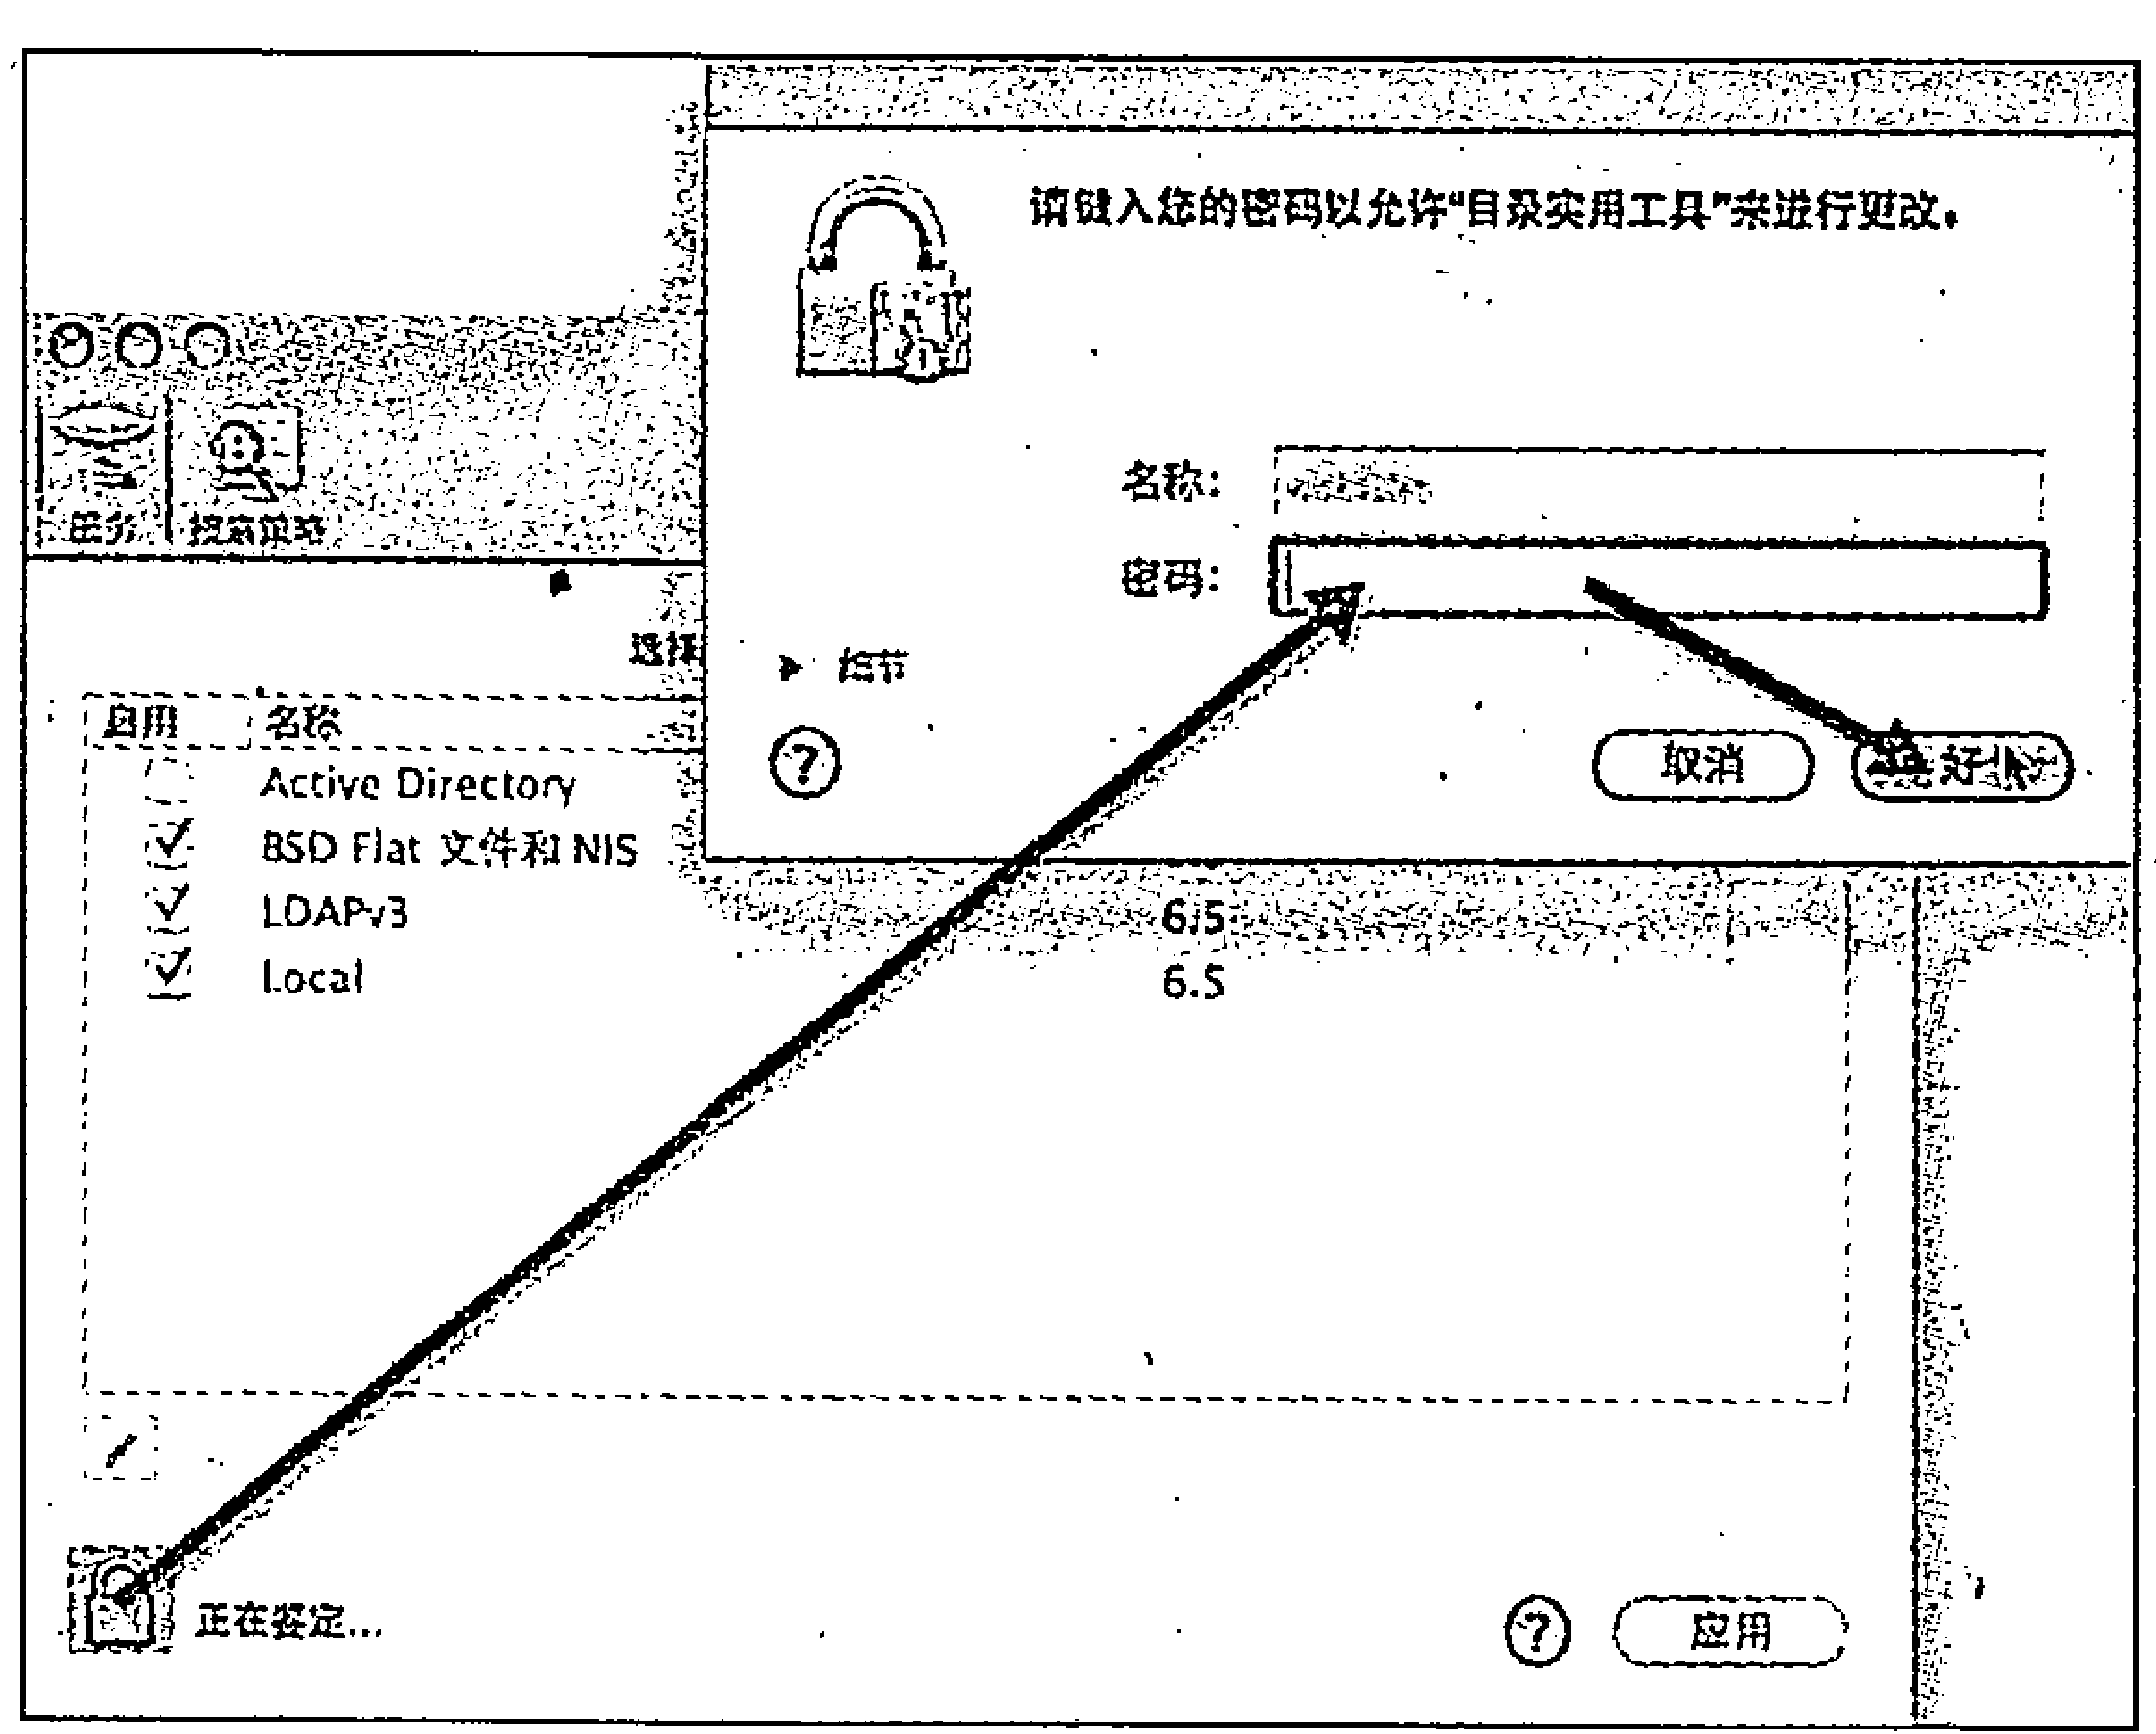 请键入您的密码以允许“目录实用工具”来进行更改。
名称:
密码:
服务 搜索策略
选择
细节
取消 好
启用 名称
Active Directory
BSD Flat 文件和 NIS
LDAPv3 6.5
Local 6.5
正在鉴定...
应用